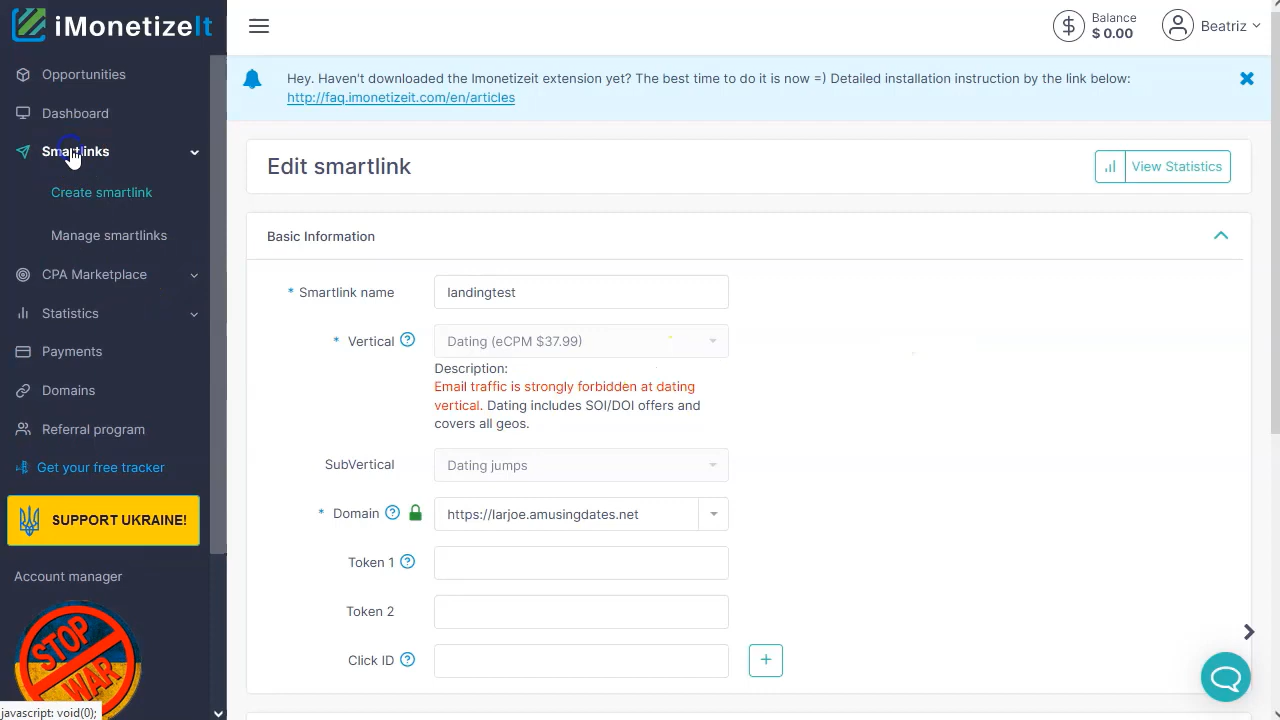 iMonetizeIt
Balance
$ 0.00
Beatriz
Opportunities
Dashboard
Smartlinks
Create smartlink
Manage smartlinks
CPA Marketplace
Statistics
Payments
Domains
Referral program
Get your free tracker
SUPPORT UKRAINE!
Account manager
STOP
WAR
javascript: void(0);
Hey. Haven't downloaded the Imonetizeit extension yet? The best time to do it is now =) Detailed installation instruction by the link below:
http://faq.imonetizeit.com/en/articles
Edit smartlink
View Statistics
Basic Information
* Smartlink name
landingtest
* Vertical
Dating (eCPM $37.99)
Description:
Email traffic is strongly forbidden at dating
vertical. Dating includes SOI/DOI offers and
covers all geos.
SubVertical
Dating jumps
* Domain
https://larjoe.amusingdates.net
Token 1
Token 2
Click ID